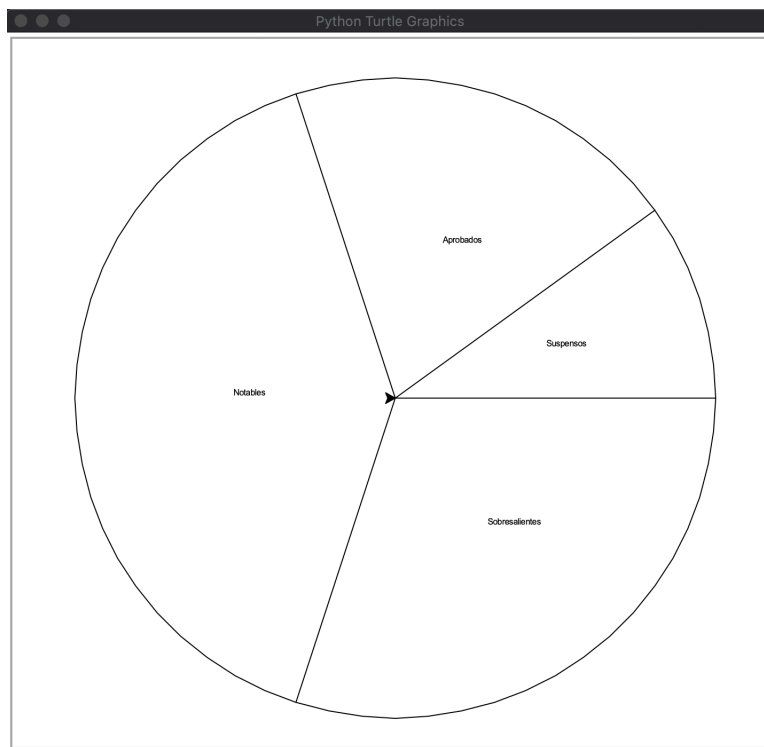 Python Turtle Graphics
Aprobados
Suspensos
Notables
Sobresalientes